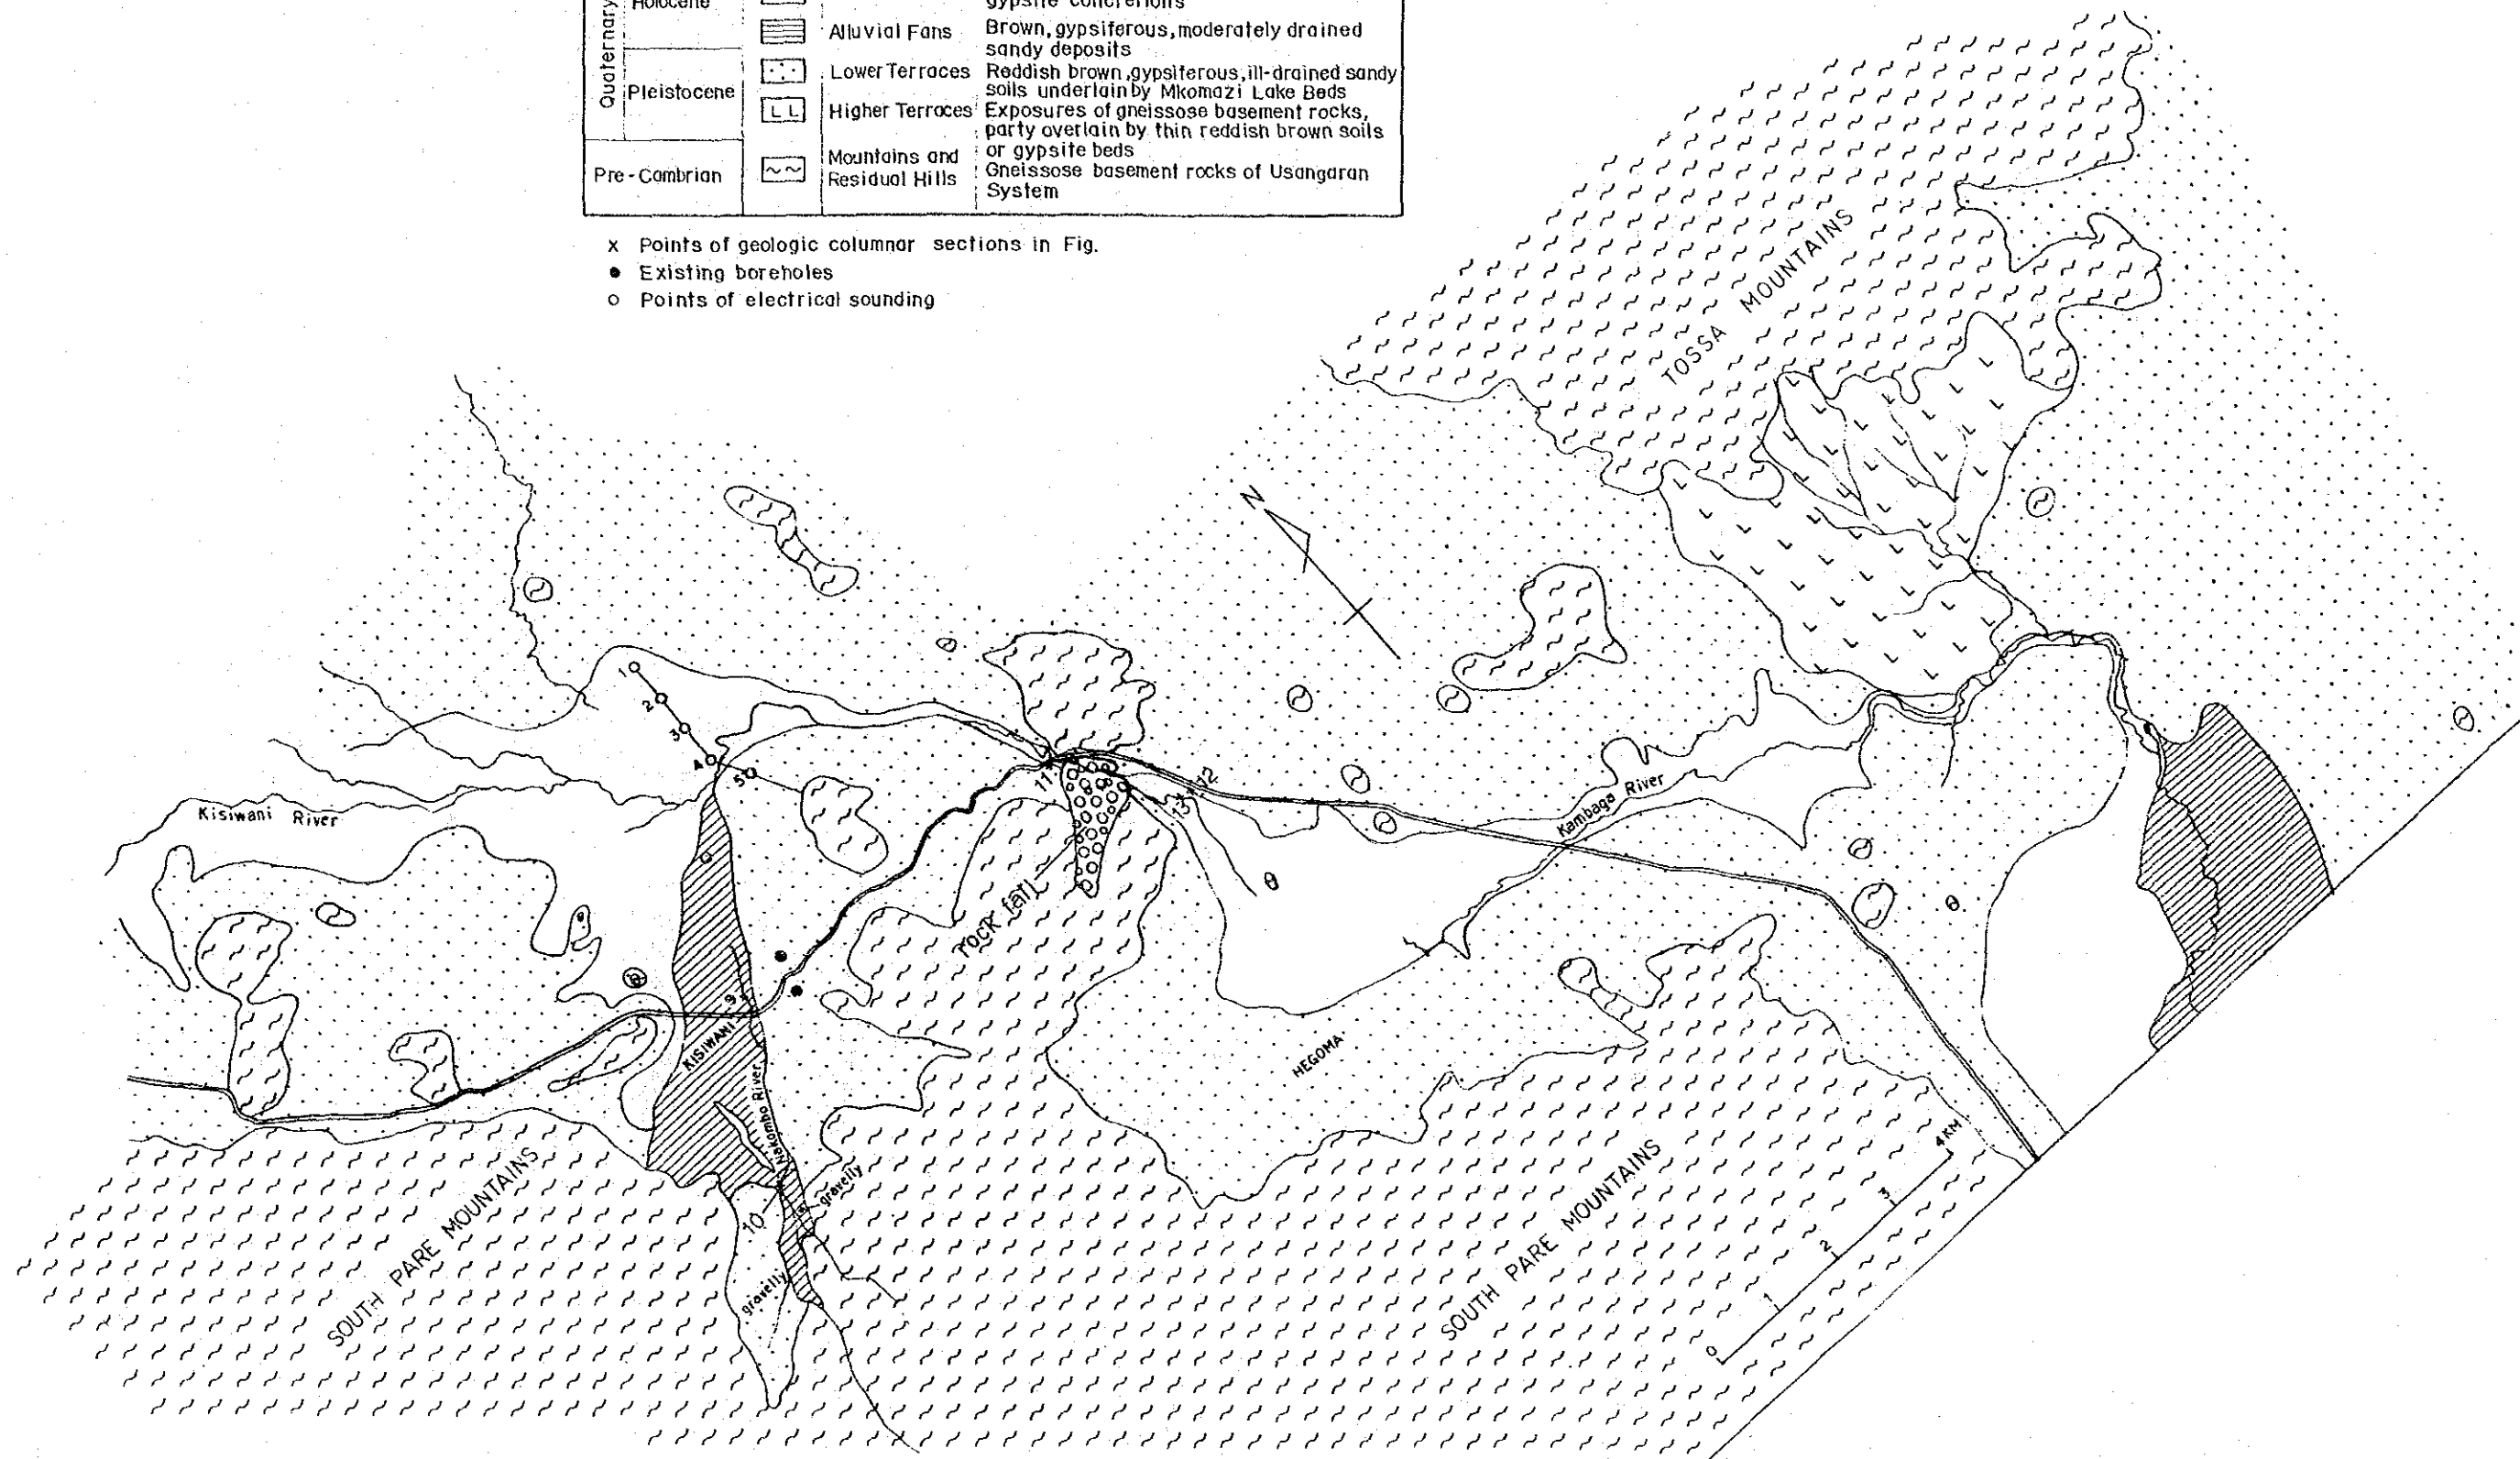 Quaternary
Holocene
gypsite concretions
Alluvial Fans
Brown, gypsiferous, moderately drained
sandy deposits
Pleistocene
Lower Terraces
Reddish brown, gypsiferous, ill-drained sandy
soils underlain by Mkomazi Lake Beds
Higher Terraces
Exposures of gneissose basement rocks,
party overlain by thin reddish brown soils
or gypsite beds
Pre-Cambrian
Mountains and
Residual Hills
Gneissose basement rocks of Usangaran
System
x Points of geologic columnar sections in Fig.
Existing boreholes
Points of electrical sounding
TOSSA MOUNTAINS
N
1
2
3
4
5
11
12
13
Kisiwani River
Kambaga River
rock fall
9
KISIWANI
HEGOMA
Nakombo River
gravelly
10
gravelly
SOUTH PARE MOUNTAINS
SOUTH PARE MOUNTAINS
0 1 2 3 4 KM